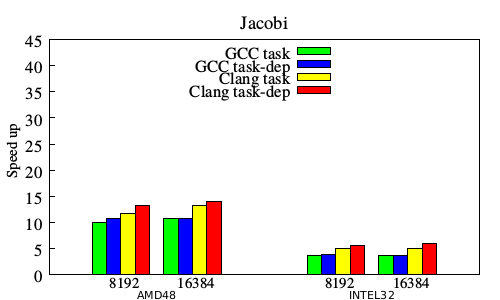 Jacobi
45
40
35
30
25
20
15
10
5
0
Speed up
GCC task
GCC task-dep
Clang task
Clang task-dep
8192 16384 8192 16384
AMD48 INTEL32